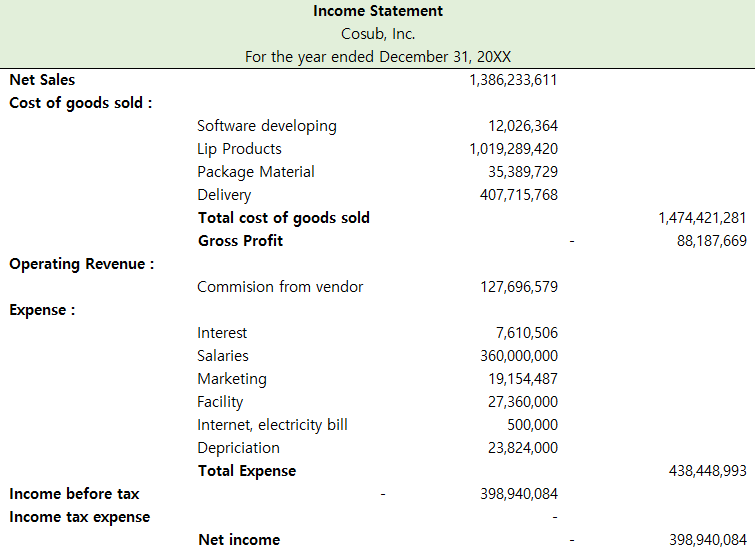 Income Statement
Cosub, Inc.
For the year ended December 31, 20XX
Net Sales 1,386,233,611
Cost of goods sold :
Software developing 12,026,364
Lip Products 1,019,289,420
Package Material 35,389,729
Delivery 407,715,768
Total cost of goods sold 1,474,421,281
Gross Profit - 88,187,669
Operating Revenue :
Commision from vendor 127,696,579
Expense :
Interest 7,610,506
Salaries 360,000,000
Marketing 19,154,487
Facility 27,360,000
Internet, electricity bill 500,000
Depriciation 23,824,000
Total Expense 438,448,993
Income before tax - 398,940,084
Income tax expense -
Net income - 398,940,084